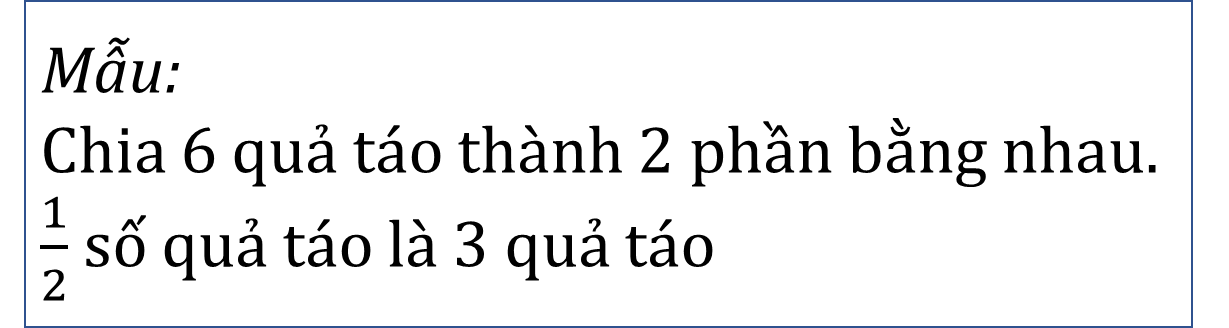 Mẫu:
Chia 6 quả táo thành 2 phần bằng nhau.
$\frac{1}{2}$ số quả táo là 3 quả táo